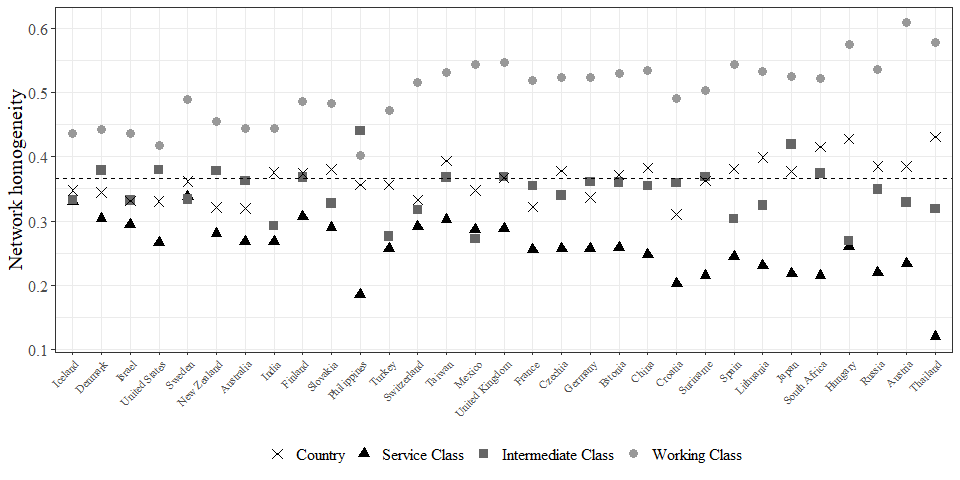 Network homogeneity
0.6
0.5
0.4
0.3
0.2
0.1
Iceland
Denmark
Israel
United States
Sweden
New Zealand
Australia
India
Finland
Slovakia
Philippines
Turkey
Switzerland
Taiwan
Mexico
United Kingdom
France
Czechia
Germany
Estonia
China
Croatia
Suriname
Spain
Lithuania
Japan
South Africa
Hungary
Russia
Austria
Thailand
Country Service Class Intermediate Class Working Class